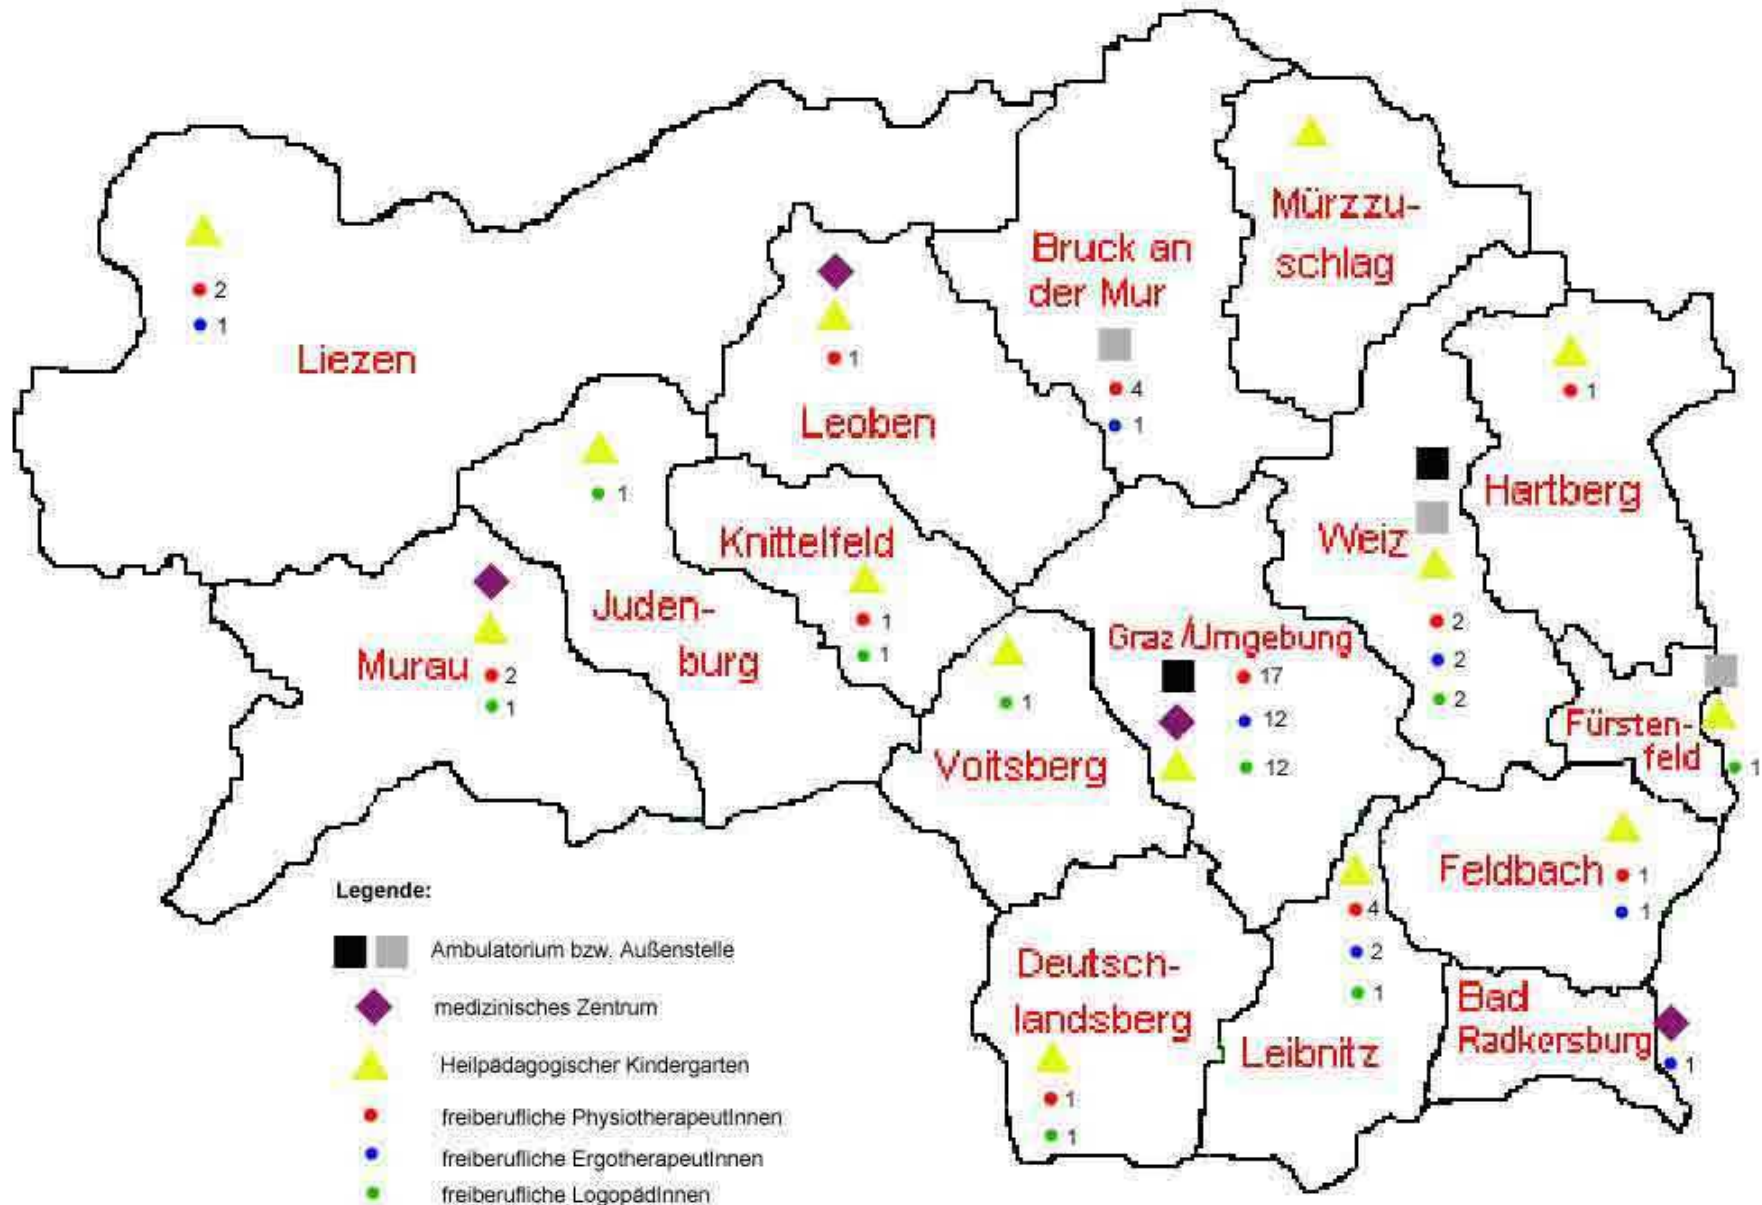 Mürzzu-
schlag
Bruck an
der Mur
4
1
2
1
Liezen
1
Leoben
1
Hartberg
1
Knittelfeld
1
1
Juden-
burg
Murau
2
1
Weiz
2
2
2
Graz /Umgebung
17
12
12
1
Voitsberg
Fürsten-
feld
1
Feldbach
1
1
4
2
1
Leibnitz
Deutsch-
landsberg
1
1
Bad
Radkersburg
1
Legende:
Ambulatorium bzw. Außenstelle
medizinisches Zentrum
Heilpädagogischer Kindergarten
freiberufliche PhysiotherapeutInnen
freiberufliche ErgotherapeutInnen
freiberufliche LogopädInnen